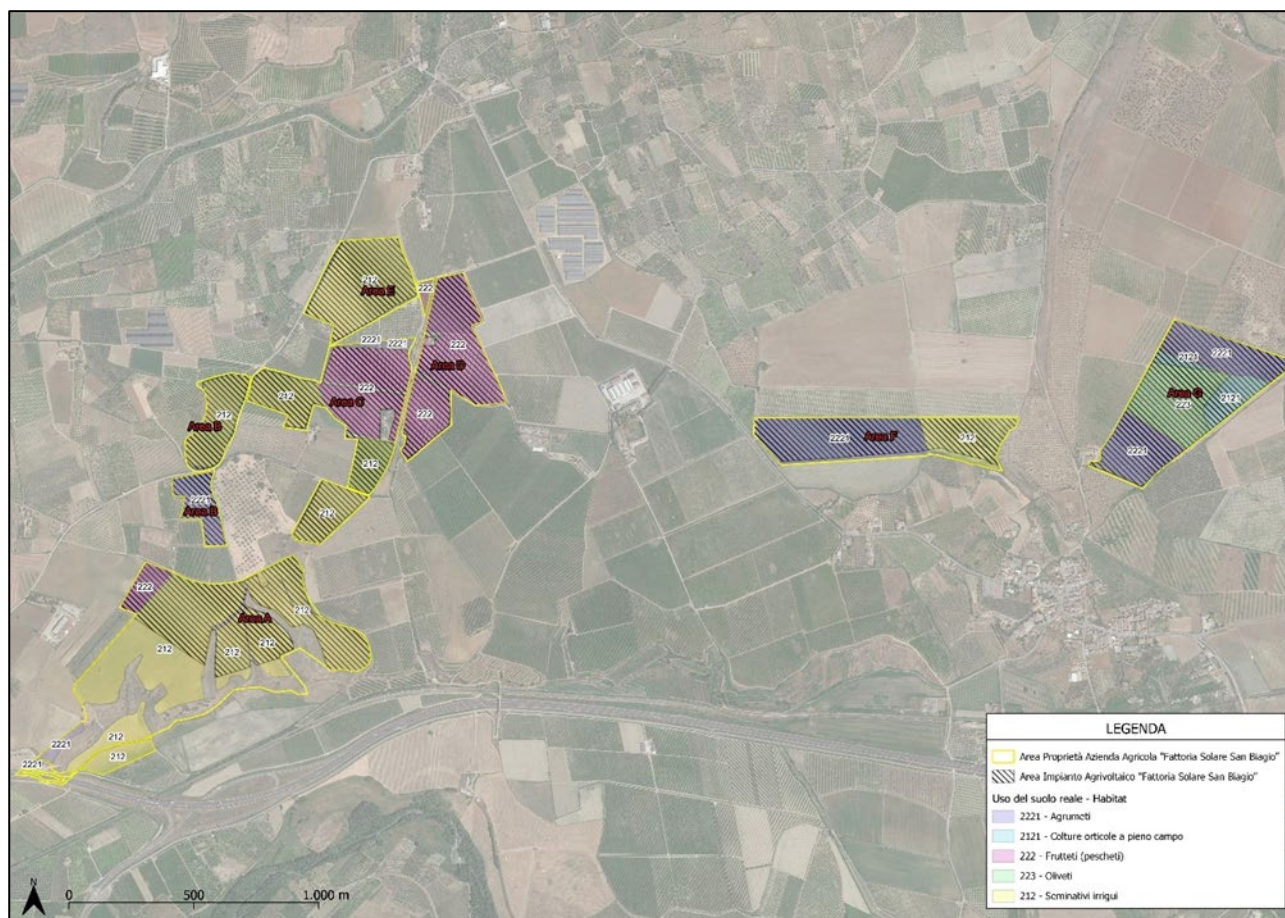 212
Area E
222
2221
2221
222
222
Area D
212
Area C
222
212
Area B
212
212
2221
Area B
222
212
Area A
212
212
212
212
212
2221
2221
2221
Area F
212
2121
2221
Area G
2121
223
2221
LEGENDA
Area Proprietà Azienda Agricola "Fattoria Solare San Biagio"
Area Impianto Agrivoltaico "Fattoria Solare San Biagio"
Uso del suolo reale - Habitat
2221 - Agrumeti
2121 - Colture orticole a pieno campo
222 - Frutteti (pescheti)
223 - Oliveti
212 - Seminativi irrigui
N
0 500 1.000 m